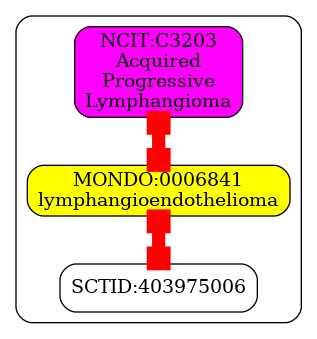 NCIT:C3203
Acquired
Progressive
Lymphangioma
MONDO:0006841
lymphangioendothelioma
SCTID:403975006